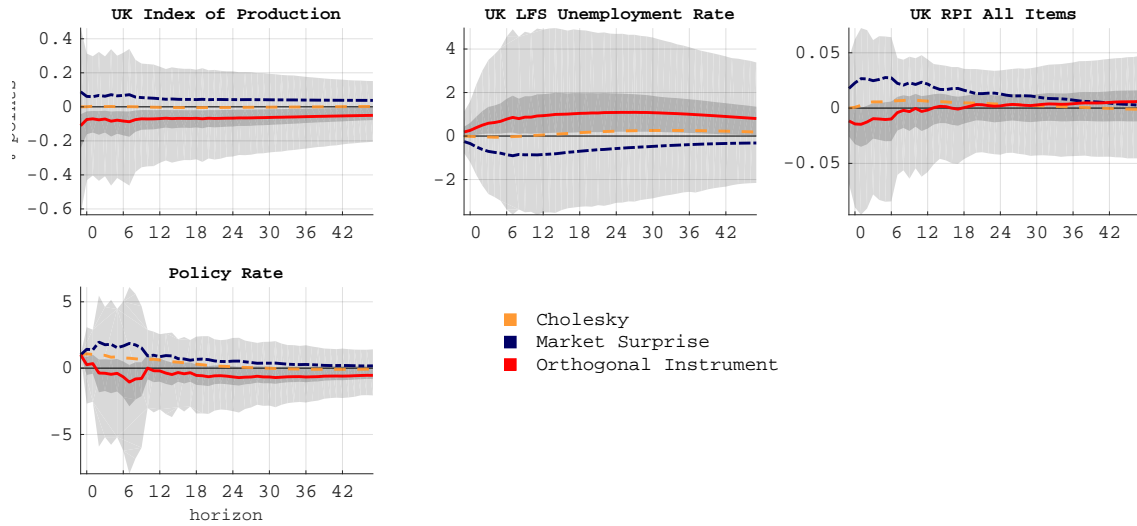 UK Index of Production
UK LFS Unemployment Rate
UK RPI All Items
0.4
0.2
0
-0.2
-0.4
-0.6
0 6 12 18 24 30 36 42
4
2
0
-2
0 6 12 18 24 30 36 42
0.05
0
-0.05
0 6 12 18 24 30 36 42
Policy Rate
5
0
-5
0 6 12 18 24 30 36 42
horizon
Cholesky
Market Surprise
Orthogonal Instrument